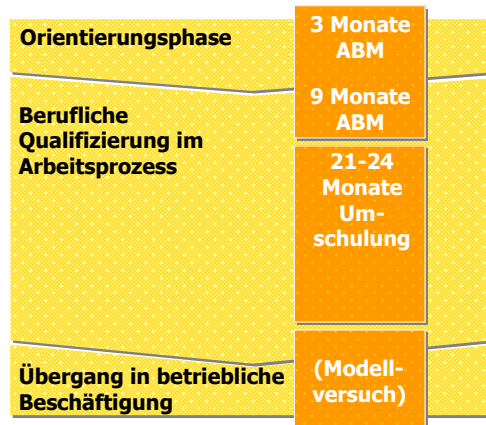 Orientierungsphase
3 Monate
ABM
9 Monate
ABM
Berufliche
Qualifizierung im
Arbeitsprozess
21-24
Monate
Um-
schulung
Übergang in betriebliche
Beschäftigung
(Modell-
versuch)